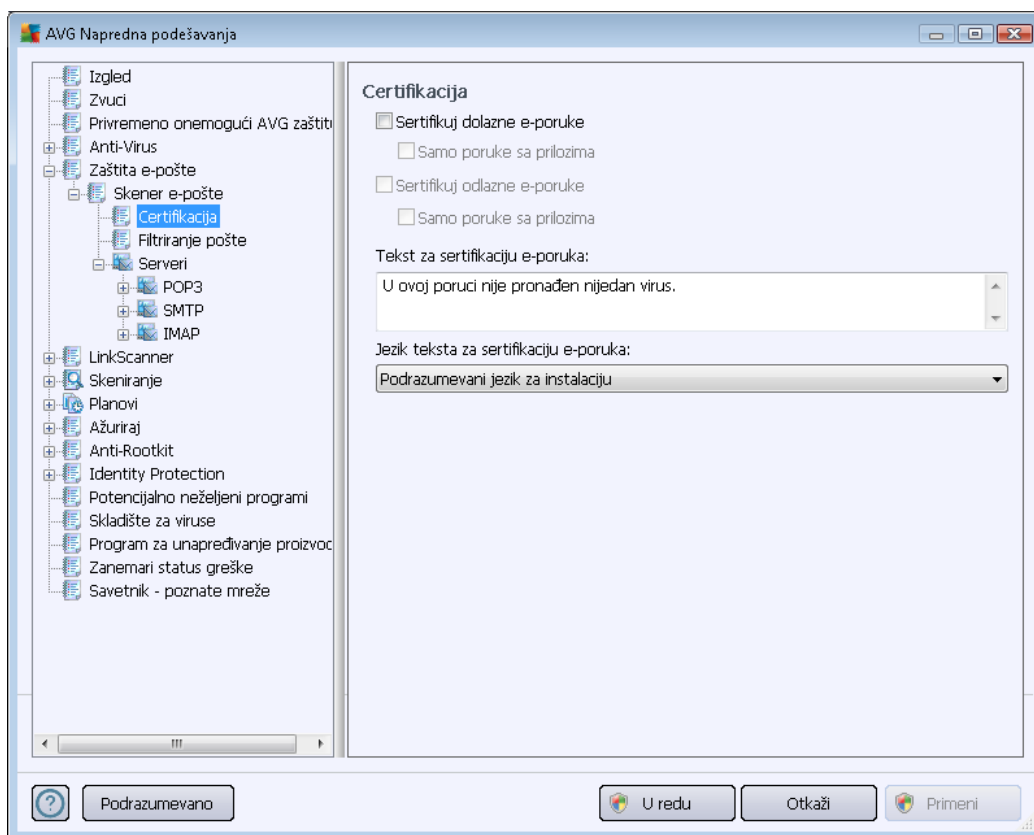 AVG Napredna podešavanja
Izgled
Zvuci
Privremeno onemogući AVG zaštitu
Anti-Virus
Zaštita e-pošte
Skener e-pošte
Certifikacija
Filtriranje pošte
Serveri
POP3
SMTP
IMAP
LinkScanner
Skeniranje
Planovi
Ažuriraj
Anti-Rootkit
Identity Protection
Potencijalno neželjeni programi
Skladište za viruse
Program za unapređivanje proizvod
Zanemari status greške
Savetnik - poznate mreže
Certifikacija
Sertifikuj dolazne e-poruke
Samo poruke sa prilozima
Sertifikuj odlazne e-poruke
Samo poruke sa prilozima
Tekst za sertifikaciju e-poruka:
U ovoj poruci nije pronađen nijedan virus.
Jezik teksta za sertifikaciju e-poruka:
Podrazumevani jezik za instalaciju
Podrazumevano
U redu
Otkaži
Primeni